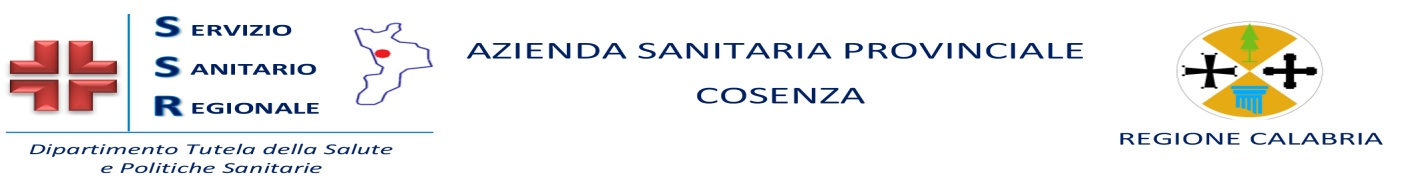 SERVIZIO
SANITARIO
REGIONALE
Dipartimento Tutela della Salute
e Politiche Sanitarie
AZIENDA SANITARIA PROVINCIALE
COSENZA
REGIONE CALABRIA